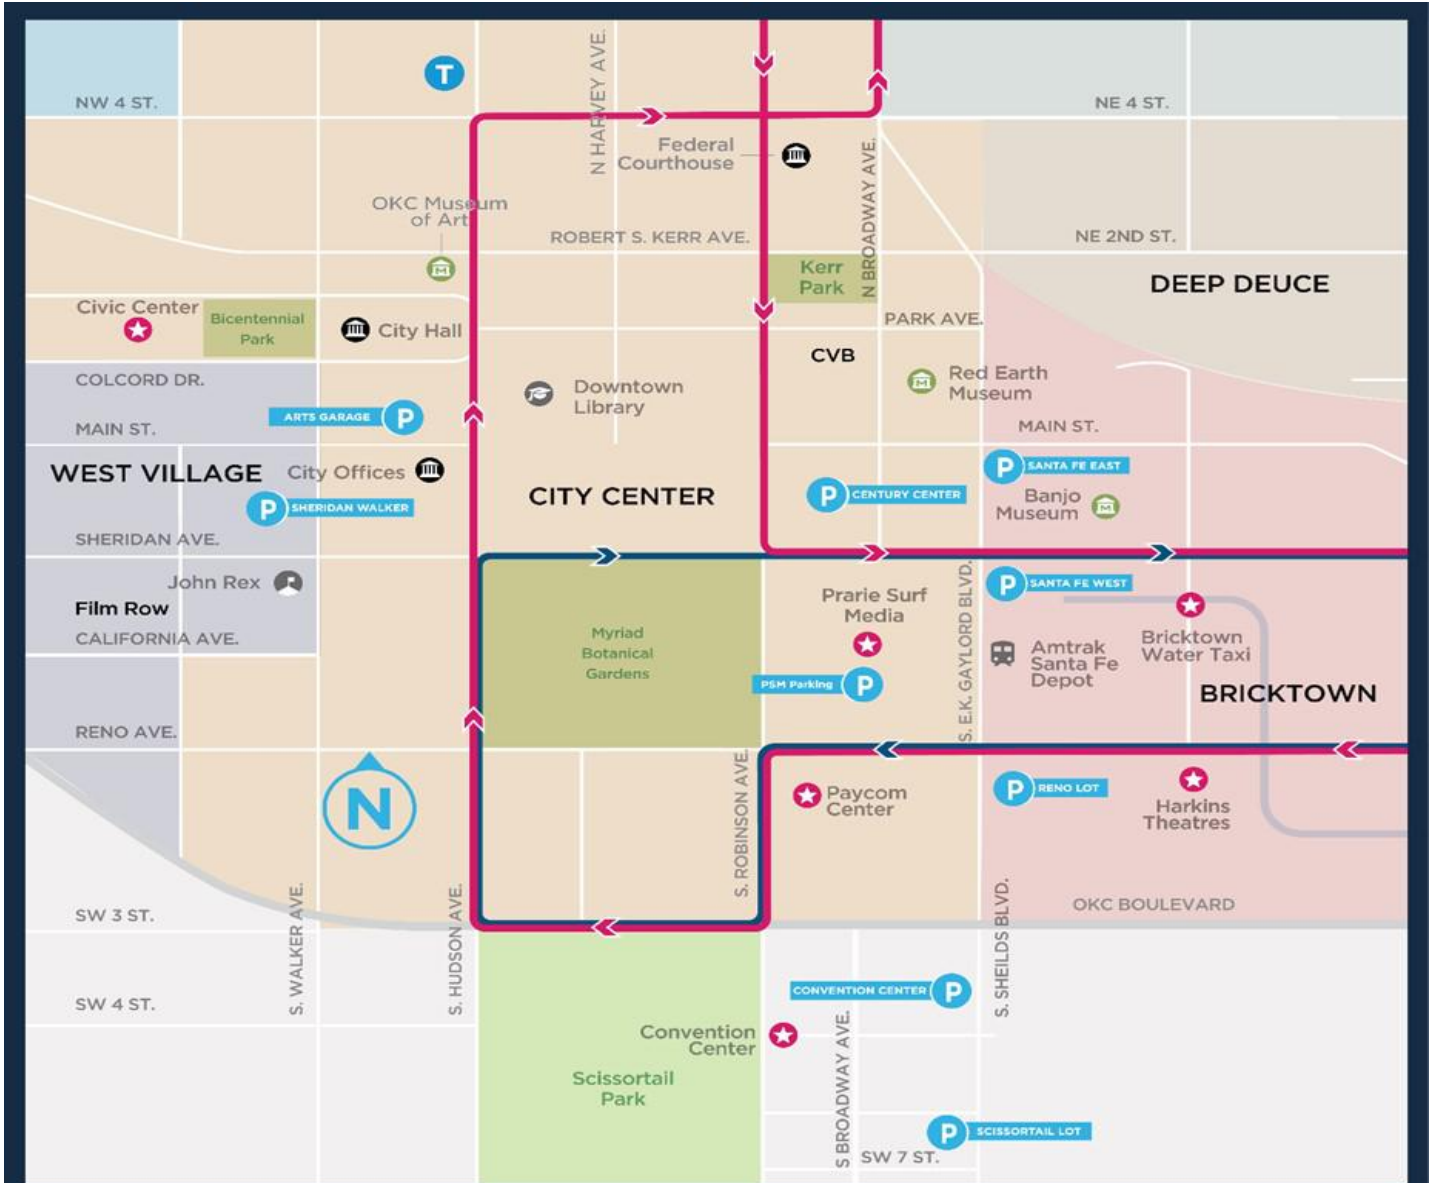 T
NW 4 ST.
N HARVEY AVE.
NE 4 ST.
Federal
Courthouse
N BROADWAY AVE.
OKC Museum
of Art
ROBERT S. KERR AVE.
NE 2ND ST.
Kerr
Park
DEEP DEUCE
Civic Center
Bicentennial
Park
City Hall
PARK AVE.
CVB
COLCORD DR.
Downtown
Library
Red Earth
Museum
ARTS GARAGE P
MAIN ST.
MAIN ST.
WEST VILLAGE
City Offices
P SANTA FE EAST
CITY CENTER
P CENTURY CENTER
Banjo
Museum
P SHERIDAN WALKER
SHERIDAN AVE.
John Rex
P SANTA FE WEST
Film Row
CALIFORNIA AVE.
Prarie Surf
Media
S. E.K. GAYLORD BLVD.
Myriad
Botanical
Gardens
Amtrak
Santa Fe
Depot
Bricktown
Water Taxi
PSM Parking P
BRICKTOWN
RENO AVE.
N
S. ROBINSON AVE.
Paycom
Center
P RENO LOT
Harkins
Theatres
SW 3 ST.
S. WALKER AVE.
S. HUDSON AVE.
S. SHEILDS BLVD.
OKC BOULEVARD
SW 4 ST.
CONVENTION CENTER P
Convention
Center
S BROADWAY AVE.
Scissortail
Park
P SCISSORTAIL LOT
SW 7 ST.